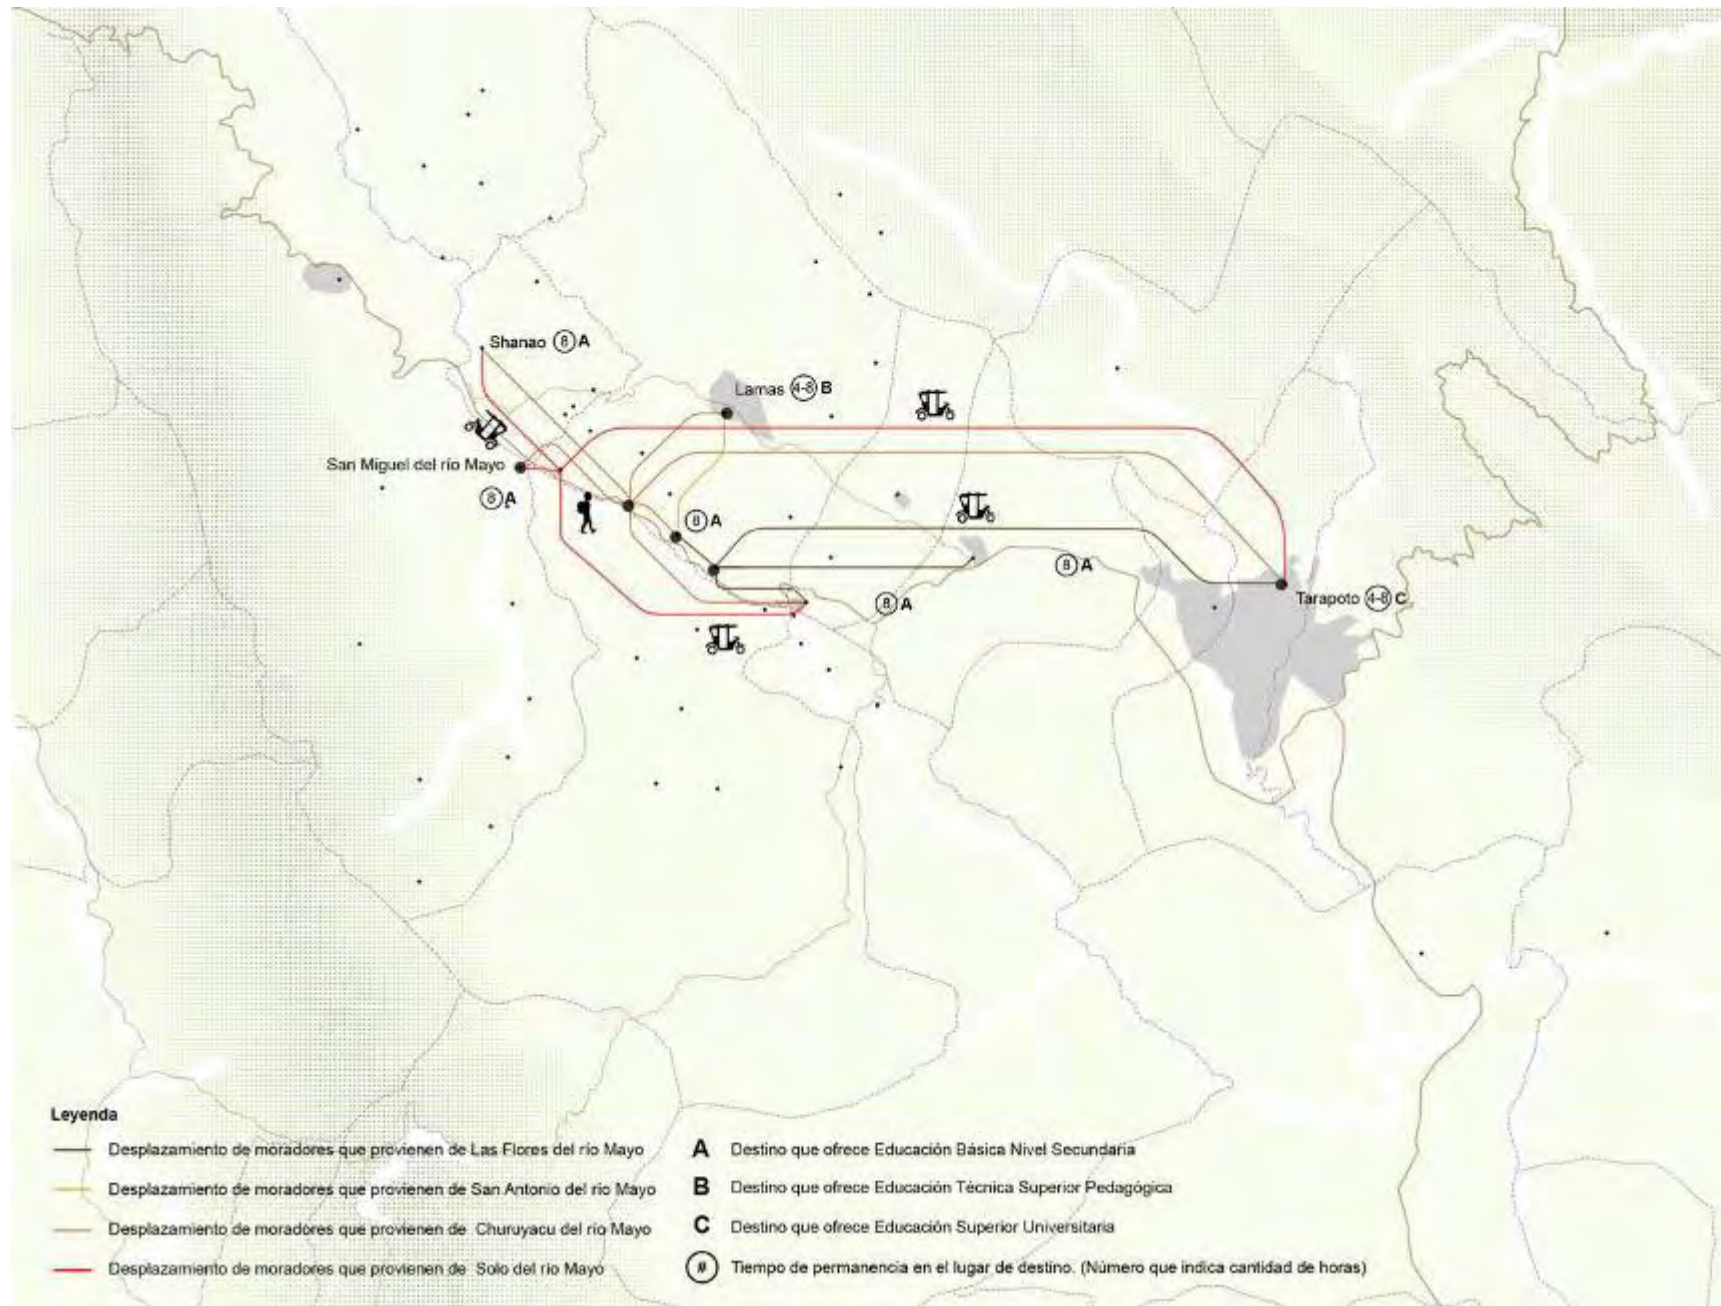 Shanao 8 A
Lamas 4-8 B
San Miguel del río Mayo
8 A
8 A
8 A
8 A
Tarapoto 4-8 C
Leyenda
Desplazamiento de moradores que provienen de Las Flores del río Mayo
Desplazamiento de moradores que provienen de San Antonio del río Mayo
Desplazamiento de moradores que provienen de Churuyacu del río Mayo
Desplazamiento de moradores que provienen de Solo del río Mayo
A Destino que ofrece Educación Básica Nivel Secundaria
B Destino que ofrece Educación Técnica Superior Pedagógica
C Destino que ofrece Educación Superior Universitaria
# Tiempo de permanencia en el lugar de destino. (Número que indica cantidad de horas)